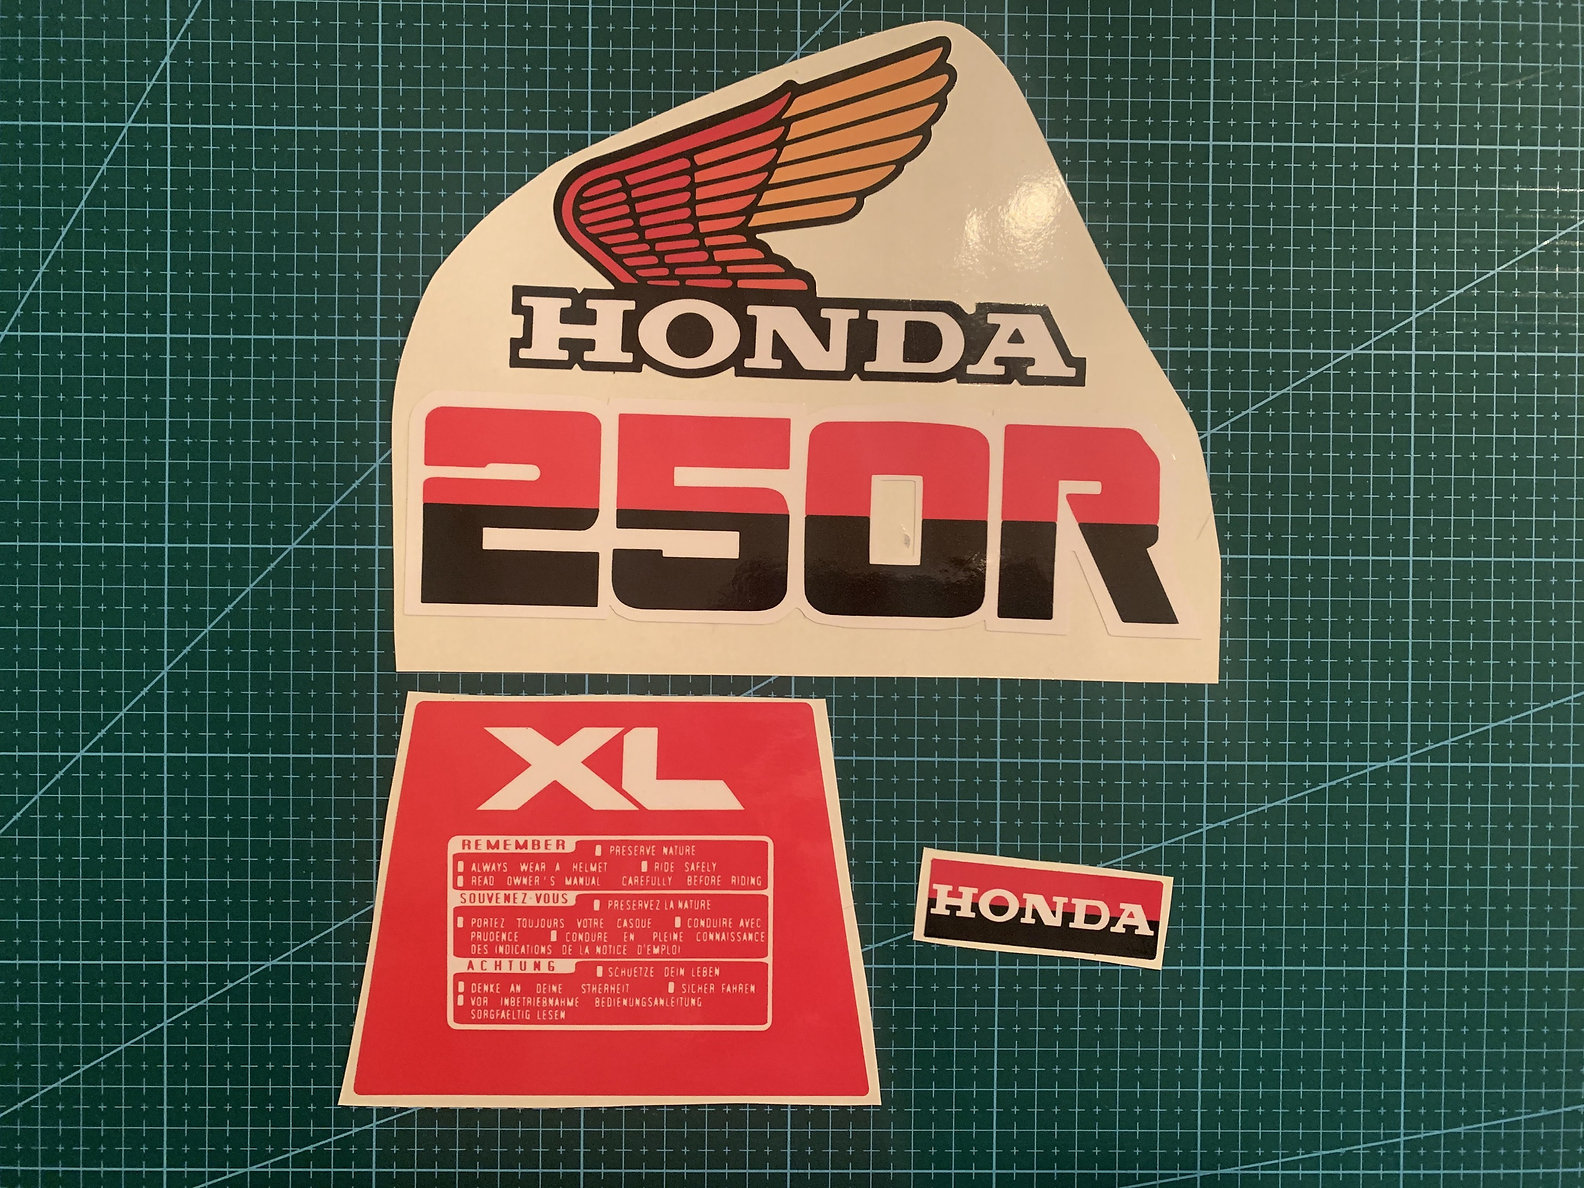 HONDA
250R
XL
REMEMBER
PRESERVE NATURE
ALWAYS WEAR A HELMET RIDE SAFELY
READ OWNER'S MANUAL CAREFULLY BEFORE RIDING
SOUVENEZ-VOUS
PRESERVEZ LA NATURE
PORTEZ TOUJOURS VOTRE CASQUE CONDUIRE AVEC
PRUDENCE CONDURE EN PLEINE CONNAISSANCE
DES INDICATIONS DE LA NOTICE D'EMPLOI
ACHTUNG
SCHUETZE DEIN LEBEN
DENKE AN DEINE STHERHEIT SICHER FAHREN
VOR INBETRIEBNAHME BEDIENUNGSANLEITUNG
SORGFAELTIG LESEN
HONDA